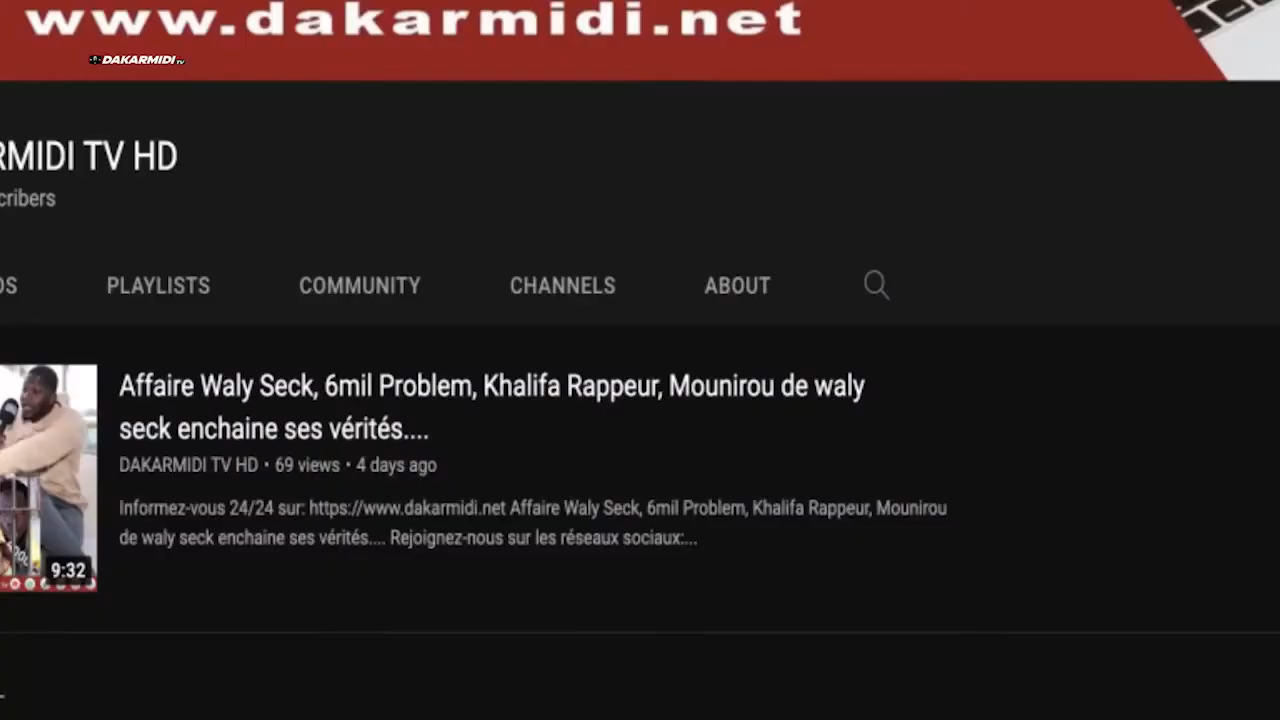 www.dakarmidi.net
DAKARMIDI TV
RMIDI TV HD
cribers
OS PLAYLISTS COMMUNITY CHANNELS ABOUT
Affaire Waly Seck, 6mil Problem, Khalifa Rappeur, Mounirou de waly
seck enchaine ses vérités....
DAKARMIDI TV HD • 69 views • 4 days ago
Informez-vous 24/24 sur: https://www.dakarmidi.net Affaire Waly Seck, 6mil Problem, Khalifa Rappeur, Mounirou
de waly seck enchaine ses vérités.... Rejoignez-nous sur les réseaux sociaux:...
9:32